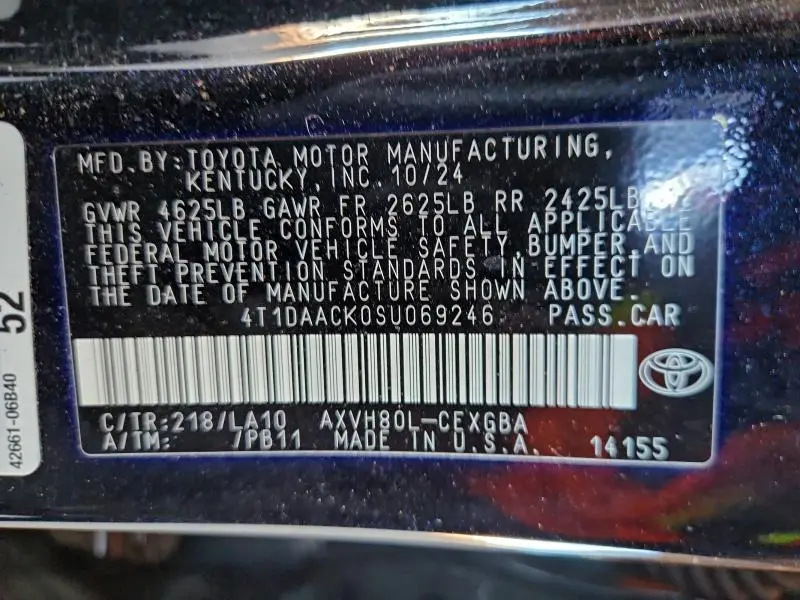 MFD. BY: TOYOTA MOTOR MANUFACTURING,
KENTUCKY, INC. 10/24
GVWR 4625LB GAWR FR 2625LB RR 2425LB
THIS VEHICLE CONFORMS TO ALL APPLICABLE
FEDERAL MOTOR VEHICLE SAFETY, BUMPER, AND
THEFT PREVENTION STANDARDS IN EFFECT ON
THE DATE OF MANUFACTURE SHOWN ABOVE.
4T1DAACK0SU069246 PASS. CAR
C/TR: 218/LA10 AXVH80L-CEXGBA
A/TM: /PB11 MADE IN U.S.A. 14155
52
42661-06B40